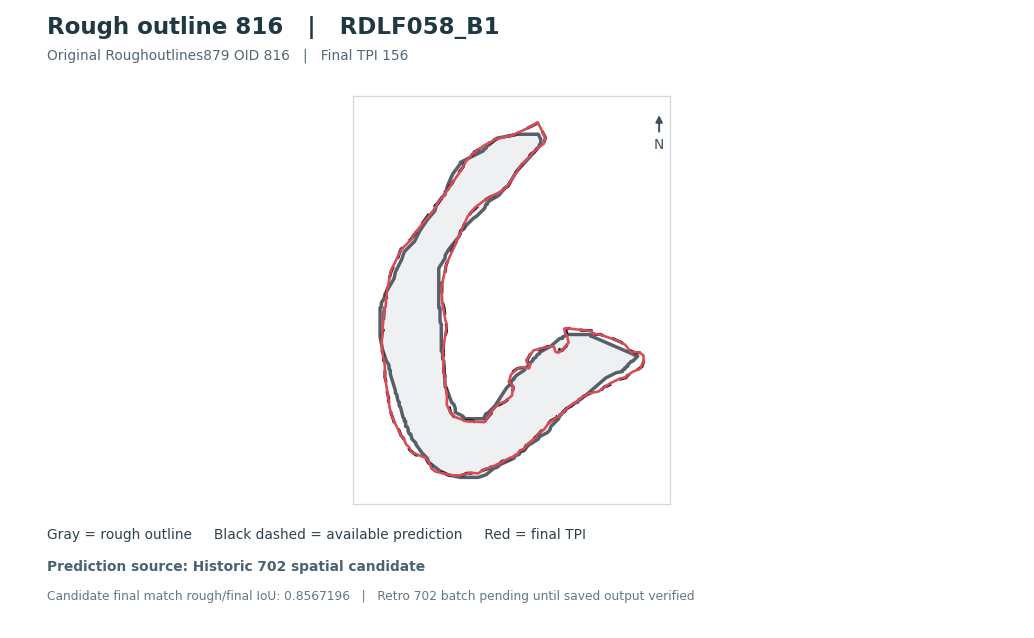 Rough outline 816   |   RDLF058_B1
Original Roughoutlines879 OID 816   |   Final TPI 156
N
Gray = rough outline     Black dashed = available prediction     Red = final TPI
Prediction source: Historic 702 spatial candidate
Candidate final match rough/final IoU: 0.8567196   |   Retro 702 batch pending until saved output verified